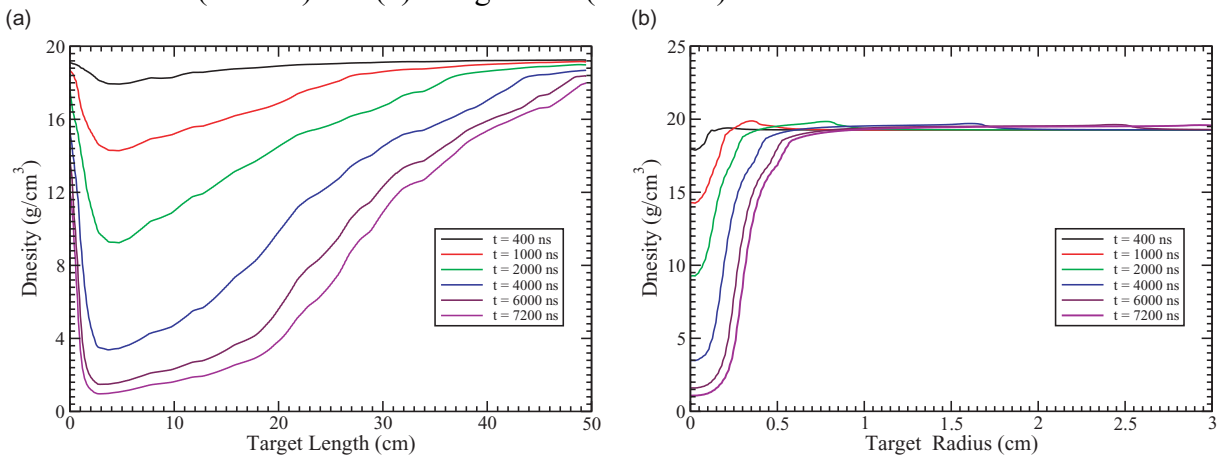 (a)
20
16
12
8
4
0
Dnesity (g/cm³)
t = 400 ns
t = 1000 ns
t = 2000 ns
t = 4000 ns
t = 6000 ns
t = 7200 ns
0 10 20 30 40 50
Target Length (cm)
(b)
25
20
15
10
5
0
Dnesity (g/cm³)
t = 400 ns
t = 1000 ns
t = 2000 ns
t = 4000 ns
t = 6000 ns
t = 7200 ns
0 0.5 1 1.5 2 2.5 3
Target Radius (cm)